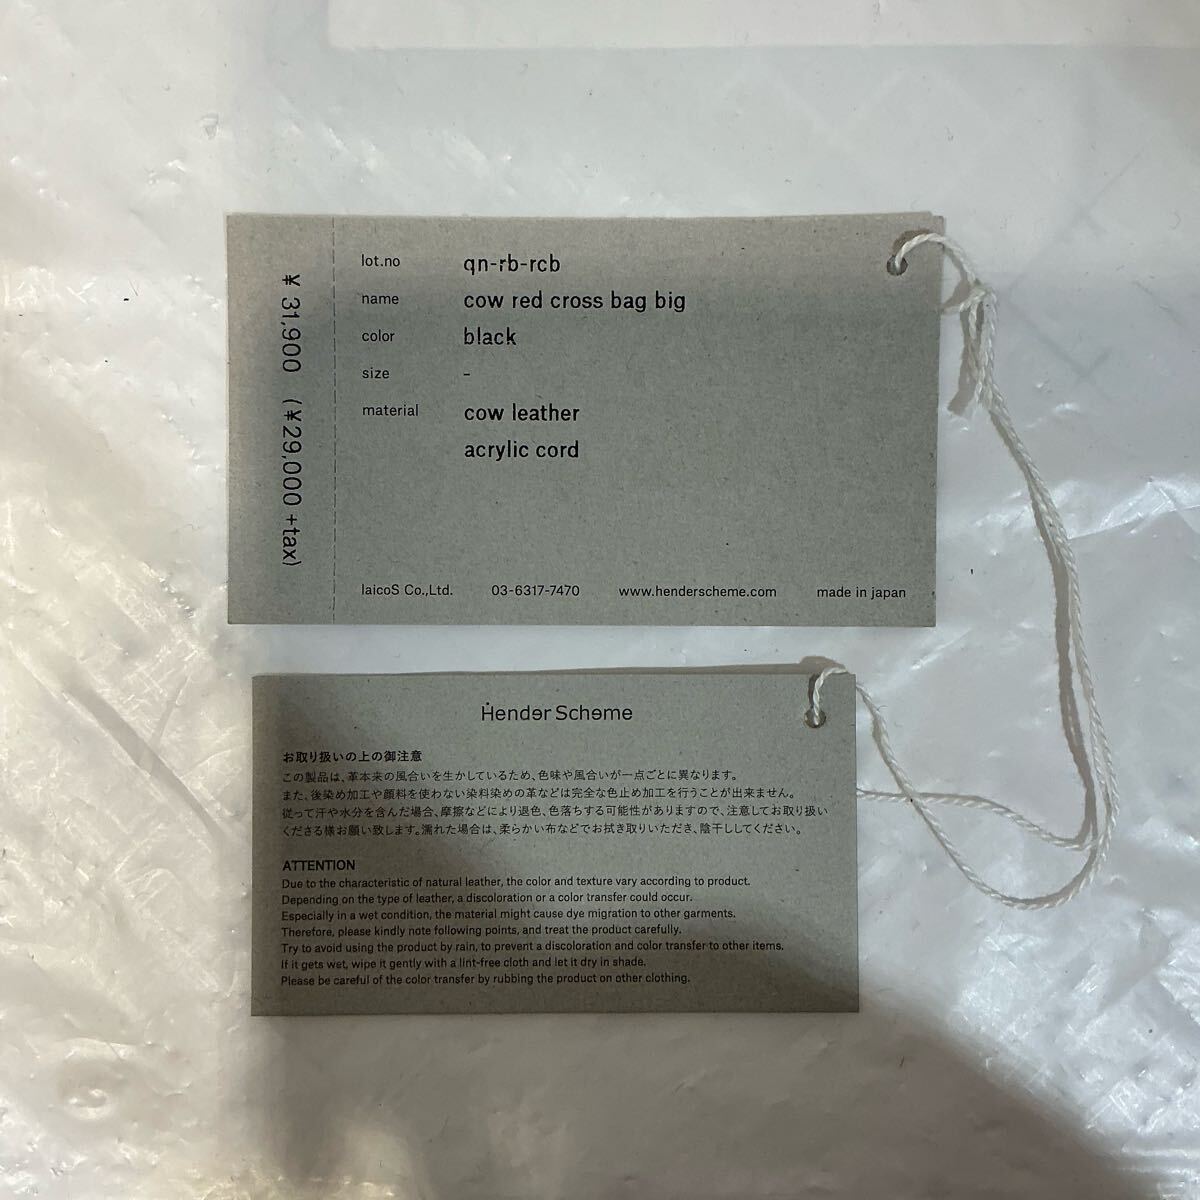 ¥ 31,900 (¥29,000 +tax)
lot.no qn-rb-rcb
name cow red cross bag big
color black
size -
material cow leather
acrylic cord
laicoS Co.,Ltd. 03-6317-7470 www.henderscheme.com made in japan
Hender Scheme
お取り扱いの上の御注意
この製品は、革本来の風合いを生かしているため、色味や風合いが一点ごとに異なります。
また、後染め加工や顔料を使わない染料染めの革などは完全な色止め加工を行うことが出来ません。
従って汗や水分を含んだ場合、摩擦などにより退色、色落ちする可能性がありますので、注意してお取り扱い
くださる様お願い致します。濡れた場合は、柔らかい布などでお拭き取りいただき、陰干ししてください。
ATTENTION
Due to the characteristic of natural leather, the color and texture vary according to product.
Depending on the type of leather, a discoloration or a color transfer could occur.
Especially in a wet condition, the material might cause dye migration to other garments.
Therefore, please kindly note following points, and treat the product carefully.
Try to avoid using the product by rain, to prevent a discoloration and color transfer to other items.
If it gets wet, wipe it gently with a lint-free cloth and let it dry in shade.
Please be careful of the color transfer by rubbing the product on other clothing.